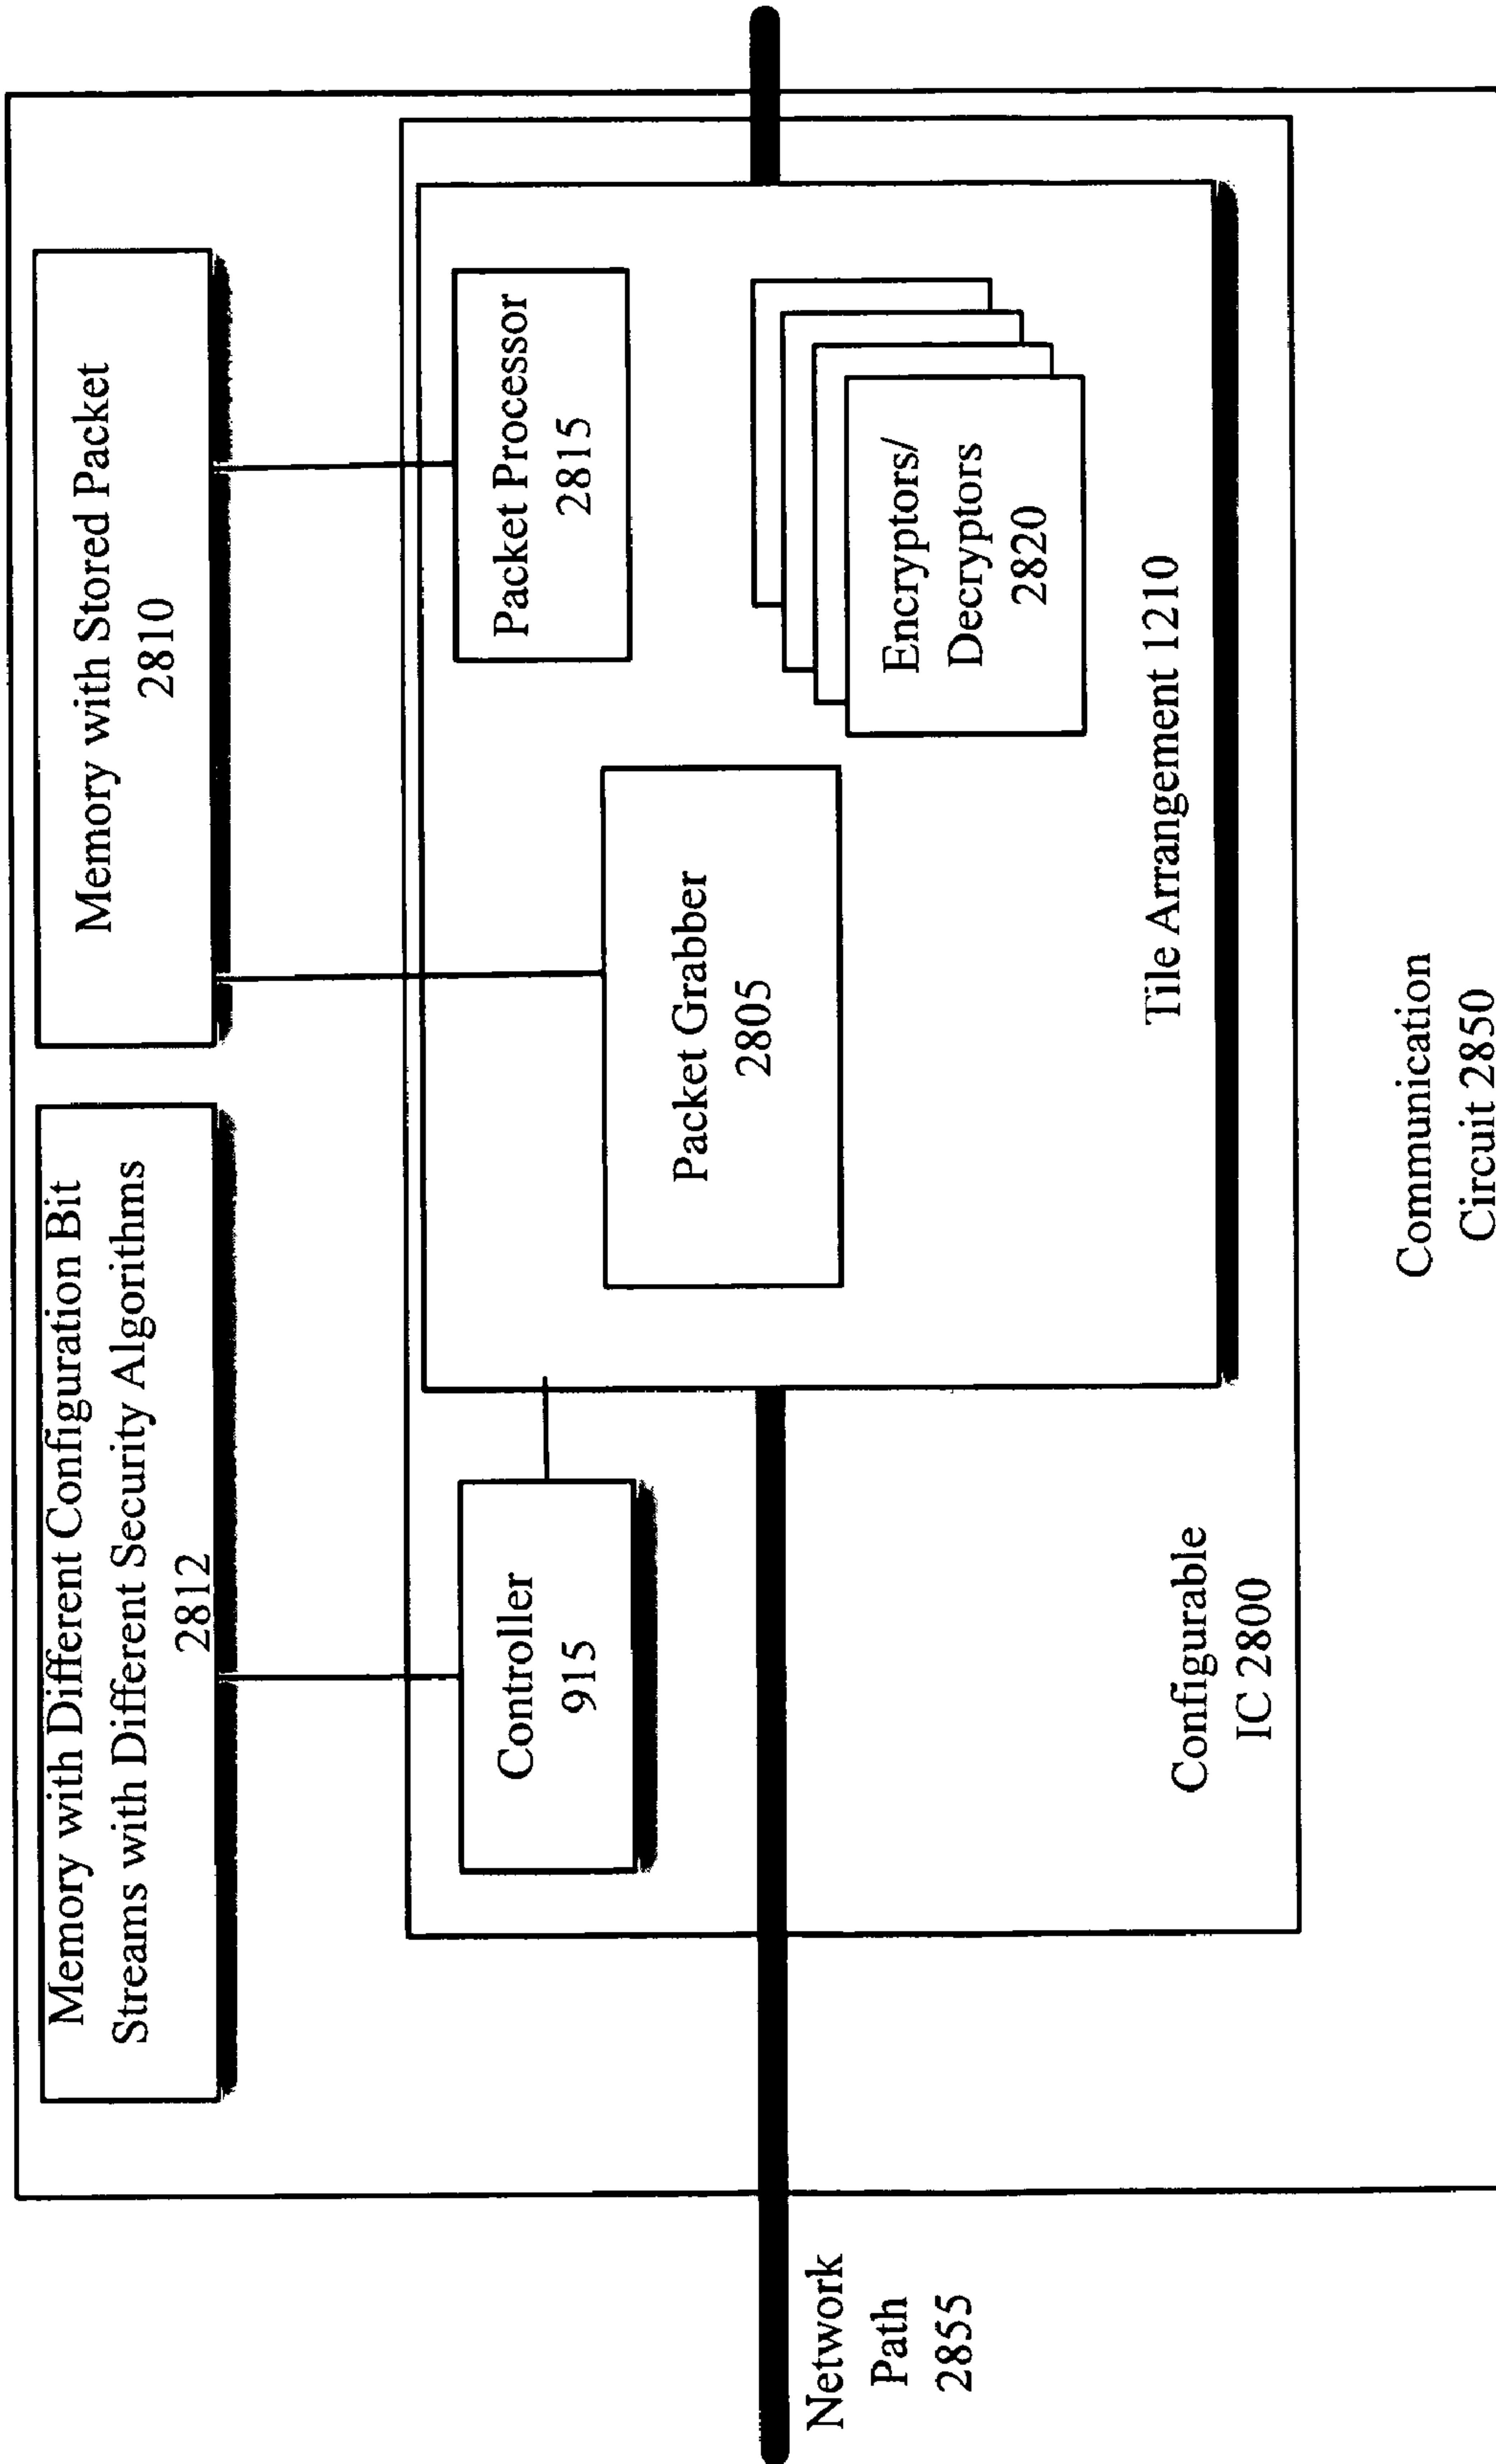 Memory with Different Configuration Bit
Streams with Different Security Algorithms
2812
Memory with Stored Packet
2810
Controller
915
Packet Grabber
2805
Packet Processor
2815
Encryptors/
Decryptors
2820
Tile Arrangement 1210
Configurable
IC 2800
Network
Path
2855
Communication
Circuit 2850